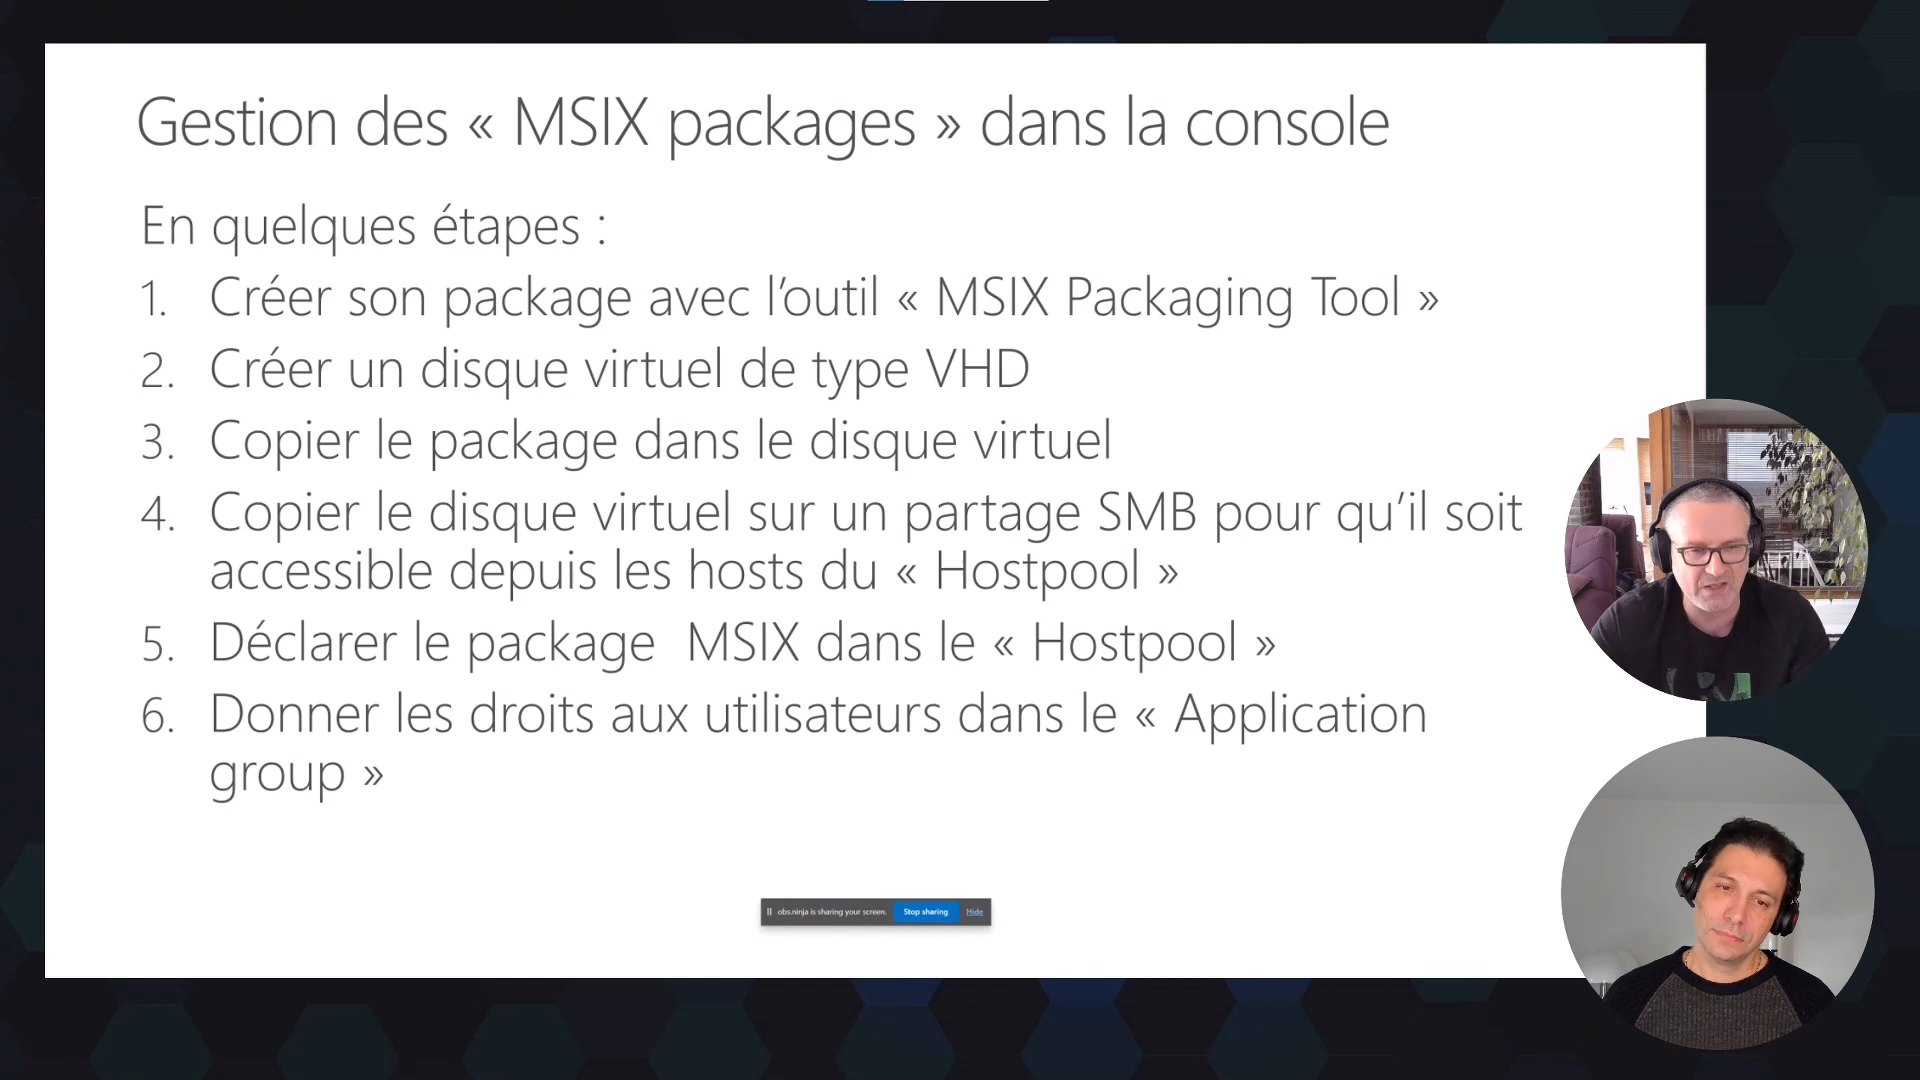 Gestion des « MSIX packages » dans la console
En quelques étapes :
1. Créer son package avec l’outil « MSIX Packaging Tool »
2. Créer un disque virtuel de type VHD
3. Copier le package dans le disque virtuel
4. Copier le disque virtuel sur un partage SMB pour qu’il soit
accessible depuis les hosts du « Hostpool »
5. Déclarer le package  MSIX dans le « Hostpool »
6. Donner les droits aux utilisateurs dans le « Application
group »
obs.ninja is sharing your screen. Stop sharing Hide